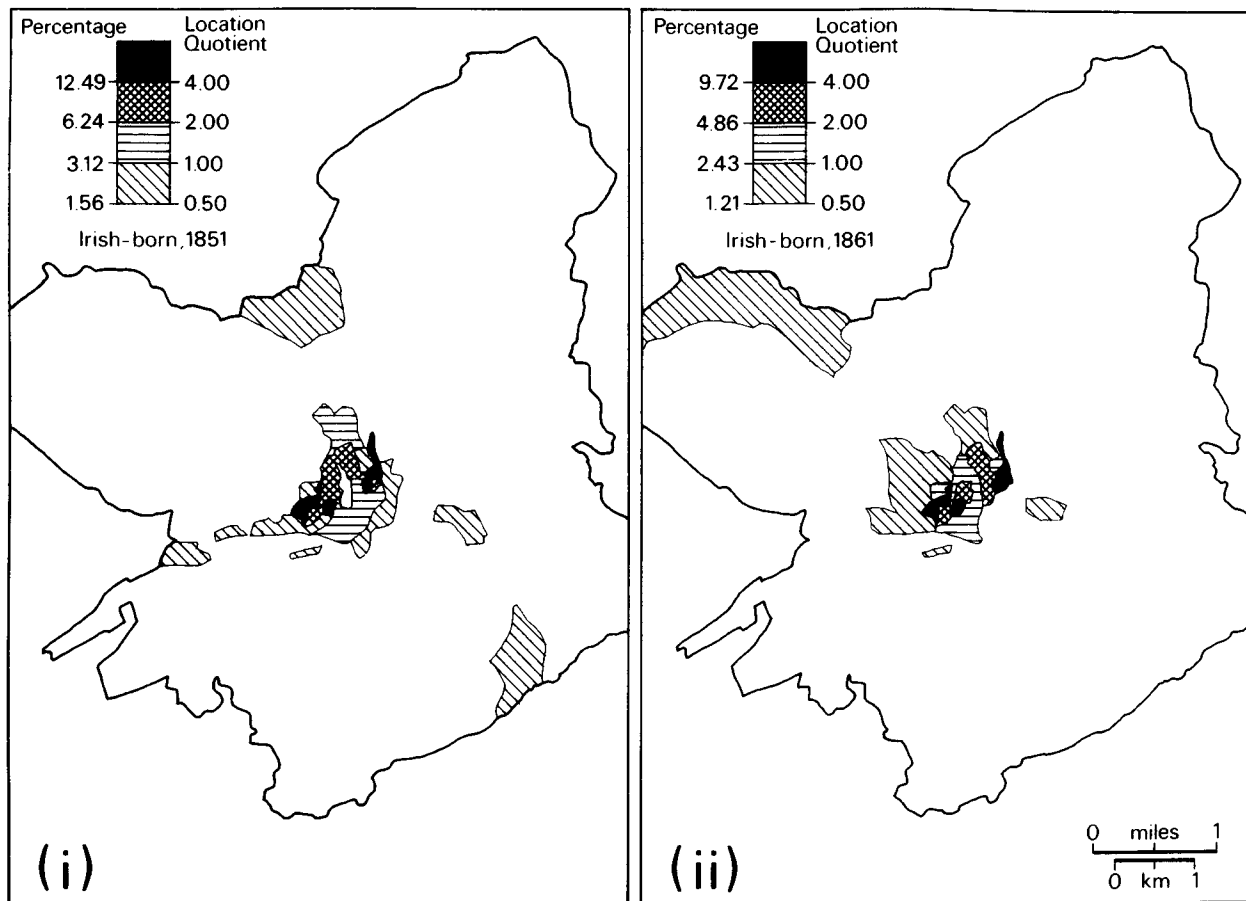 Percentage Location
Quotient
12.49 4.00
6.24 2.00
3.12 1.00
1.56 0.50
Irish-born, 1851
(i)
Percentage Location
Quotient
9.72 4.00
4.86 2.00
2.43 1.00
1.21 0.50
Irish-born, 1861
0 miles 1
0 km 1
(ii)